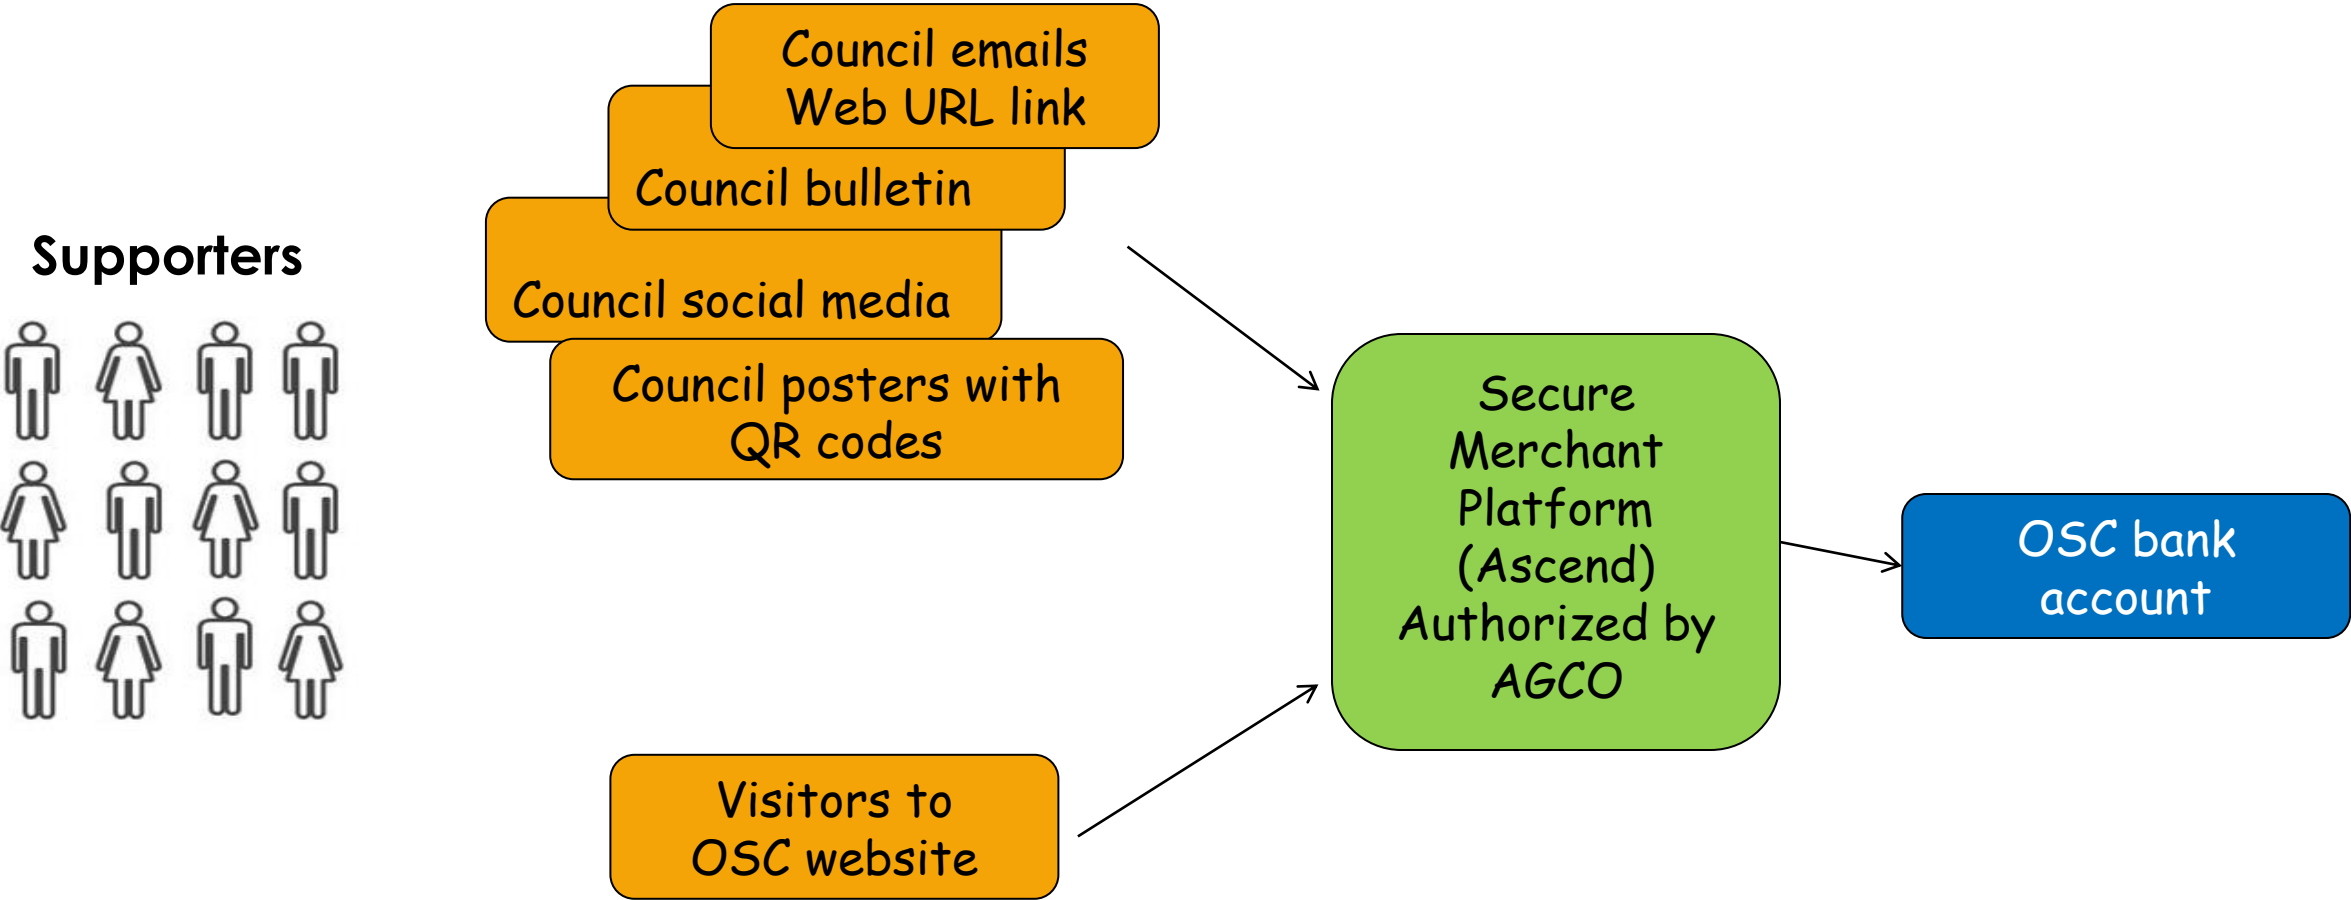 Supporters
Council emails
Web URL link
Council bulletin
Council social media
Council posters with
QR codes
Visitors to
OSC website
Secure
Merchant
Platform
(Ascend)
Authorized by
AGCO
OSC bank
account